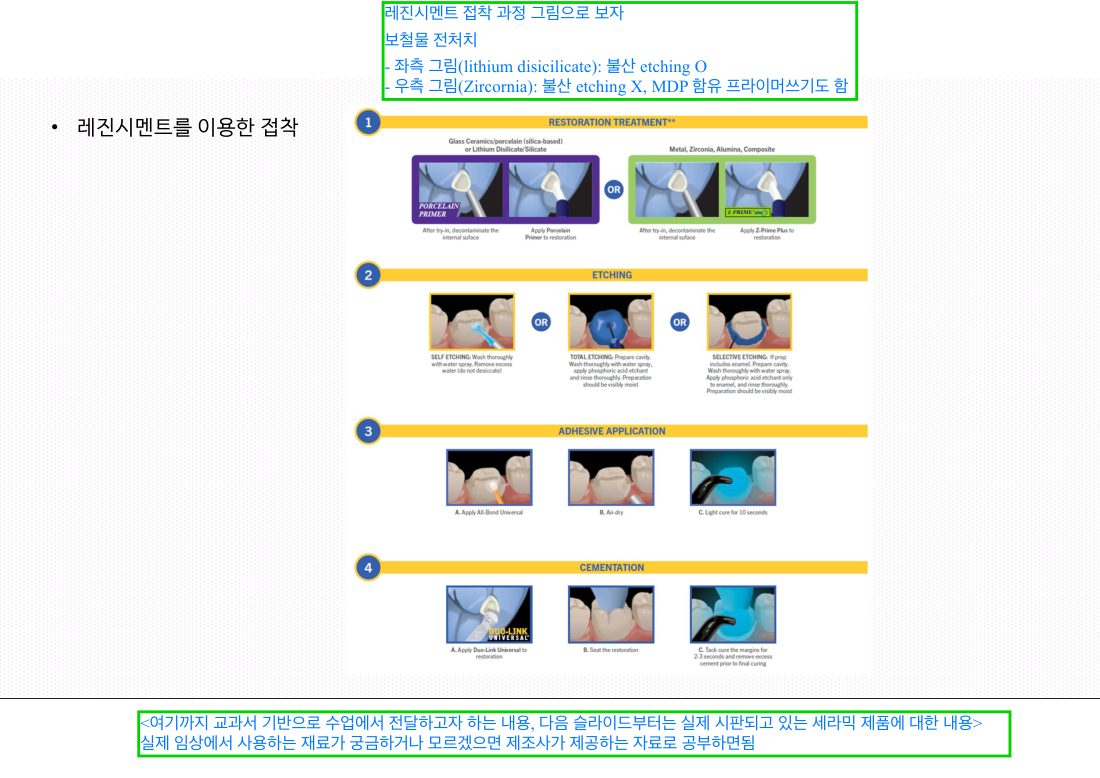 레진시멘트 접착 과정 그림으로 보자
보철물 전처치
- 좌측 그림(lithium disicilicate): 불산 etching O
- 우측 그림(Zircornia): 불산 etching X, MDP 함유 프라이머쓰기도 함
• 레진시멘트를 이용한 접착
1 RESTORATION TREATMENT**
Glass Ceramics/porcelain (silica-based)
or Lithium Disilicate/Silicate
Metal, Zirconia, Alumina, Composite
PORCELAIN
PRIMER
OR
Z-PRIME Plus
After try-in, decontaminate the
internal suface
Apply Porcelain
Primer to restoration
After try-in, decontaminate the
internal suface
Apply Z-Prime Plus to
restoration
2 ETCHING
OR
OR
SELF ETCHING: Wash thoroughly
with water spray. Remove excess
water (do not desiccate)
TOTAL ETCHING: Prepare cavity.
Wash thoroughly with water spray,
apply phosphoric acid etchant
and rinse thoroughly. Preparation
should be visibly moist
SELECTIVE ETCHING: If prep
includes enamel. Prepare cavity.
Wash thoroughly with water spray.
Apply phosphoric acid etchant only
to enamel, and rinse thoroughly.
Preparation should be visibly moist
3 ADHESIVE APPLICATION
A. Apply All-Bond Universal
B. Air-dry
C. Light cure for 10 seconds
4 CEMENTATION
DUO-LINK
UNIVERSAL
A. Apply Duo-Link Universal to
restoration
B. Seat the restoration
C. Tack cure the margins for
2-3 seconds and remove excess
cement prior to final curing
<여기까지 교과서 기반으로 수업에서 전달하고자 하는 내용, 다음 슬라이드부터는 실제 시판되고 있는 세라믹 제품에 대한 내용>
실제 임상에서 사용하는 재료가 궁금하거나 모르겠으면 제조사가 제공하는 자료로 공부하면됨